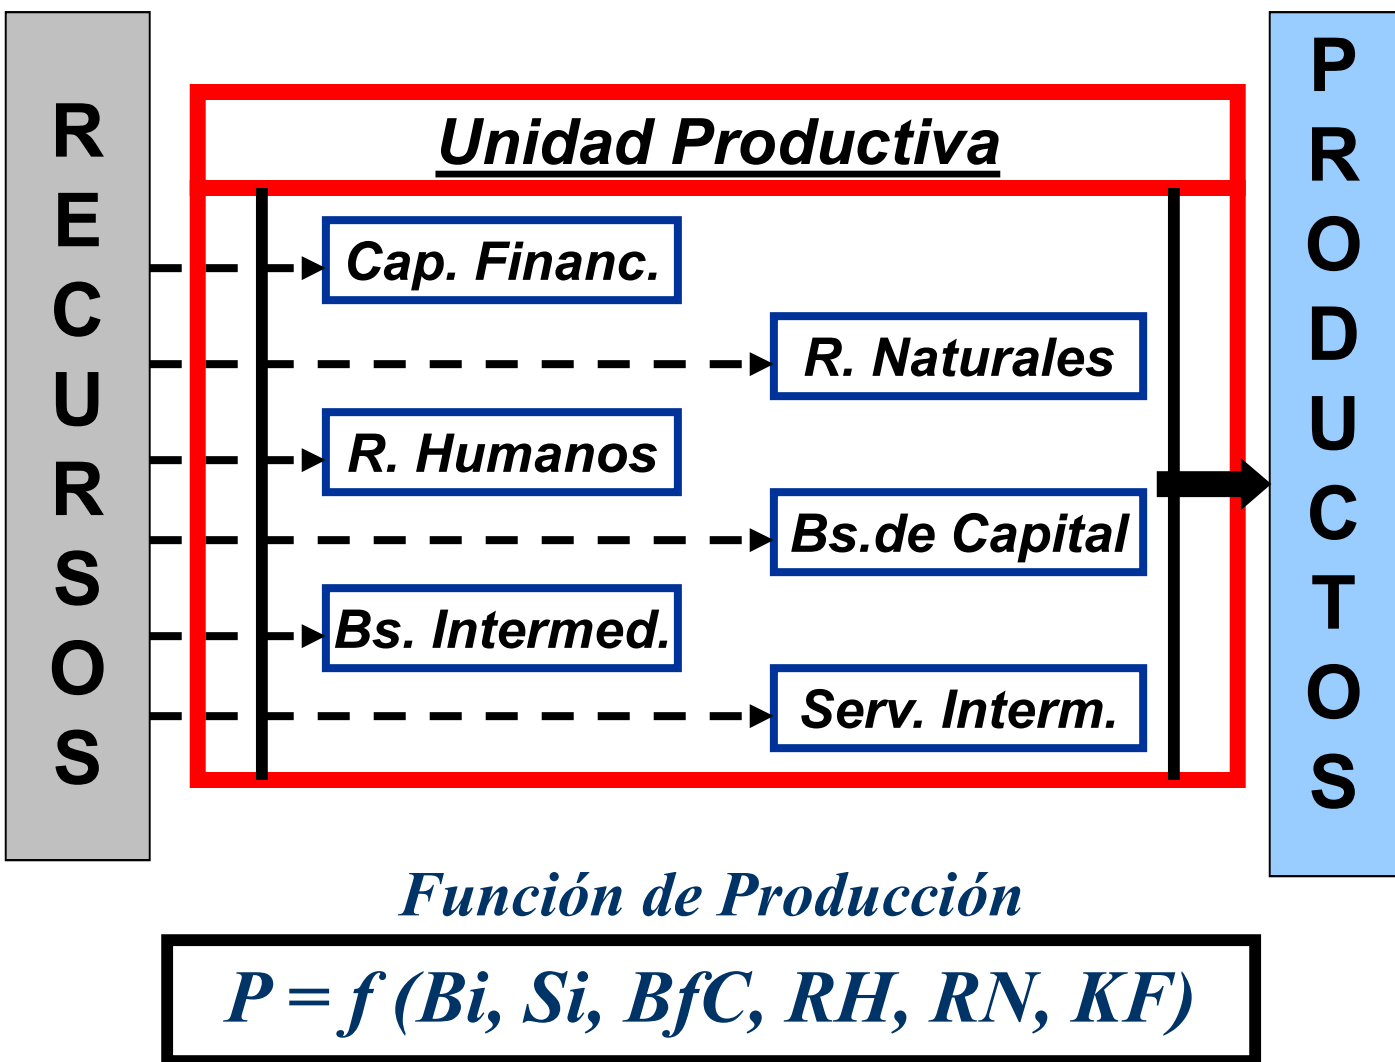 RECURSOS
Unidad Productiva
Cap. Financ.
R. Naturales
R. Humanos
Bs.de Capital
Bs. Intermed.
Serv. Interm.
PRODUCTOS
Función de Producción
P = f (Bi, Si, BfC, RH, RN, KF)